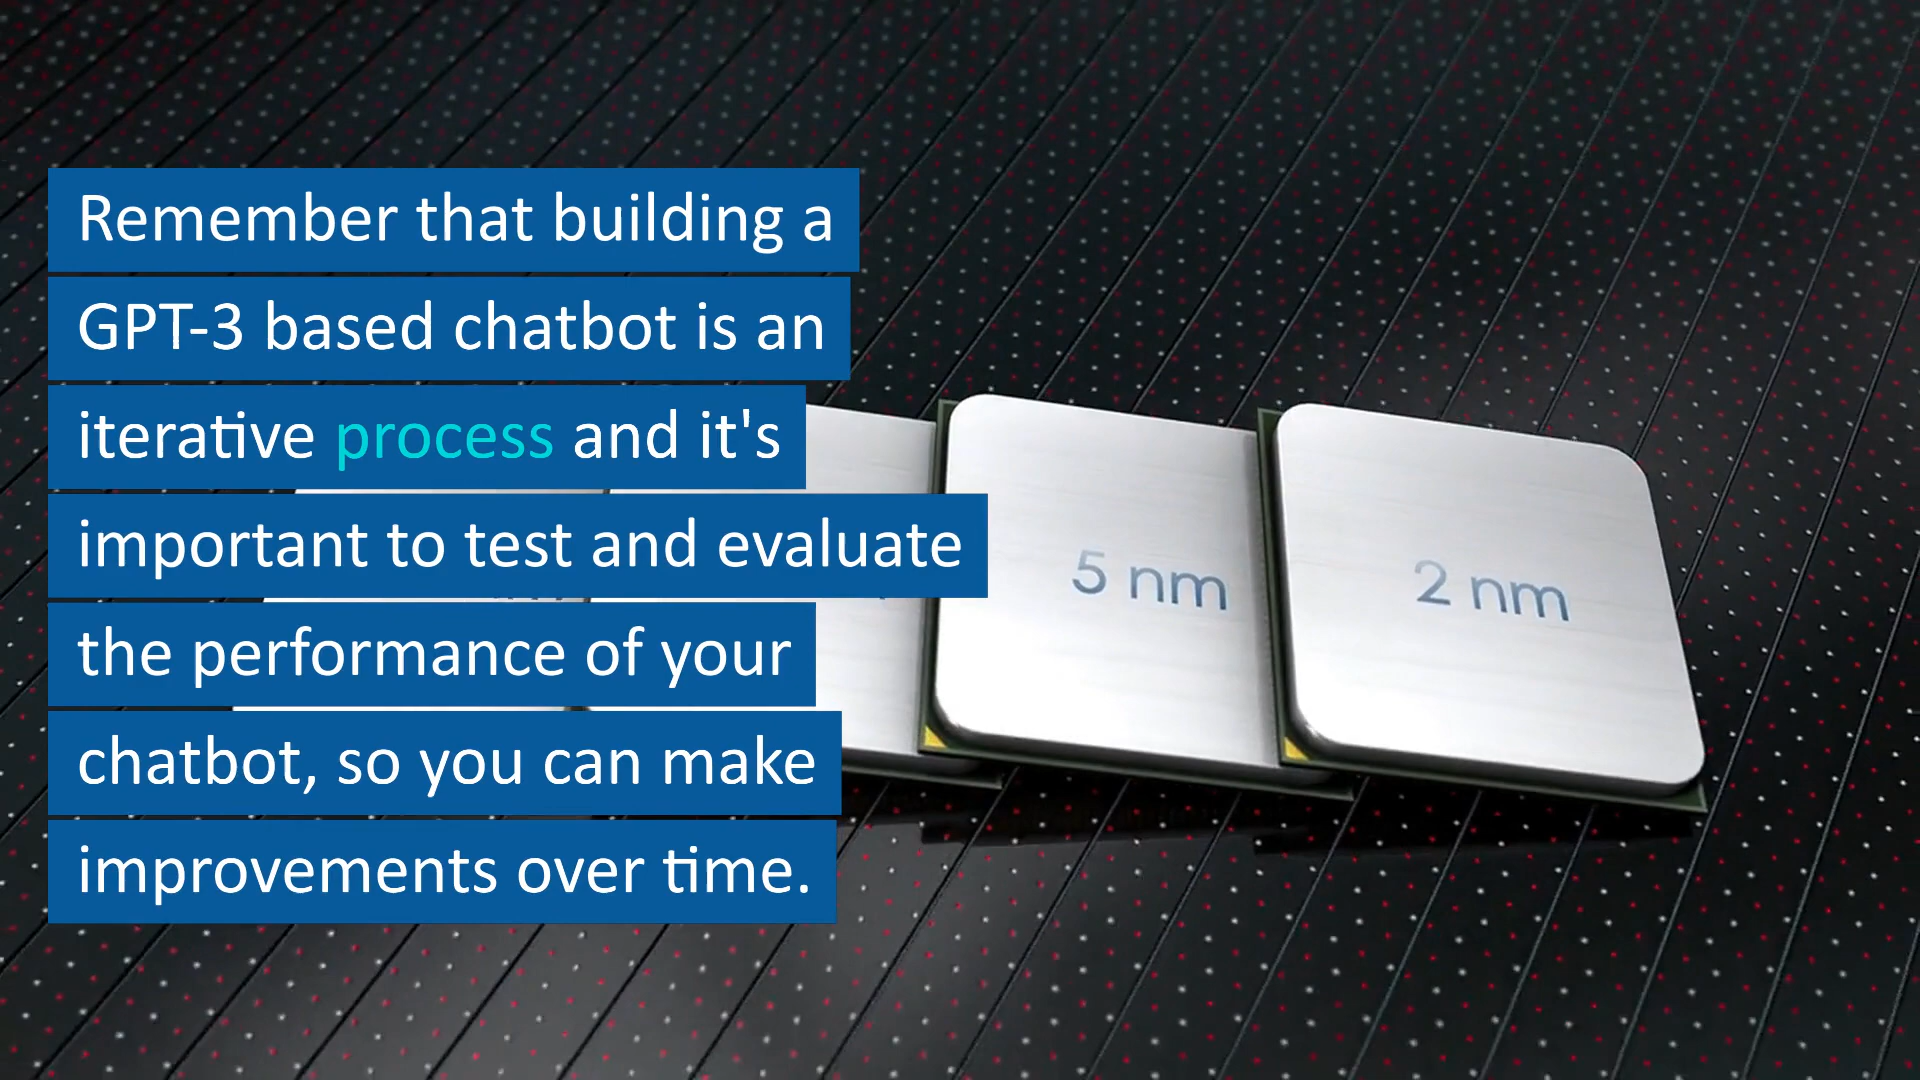 Remember that building a
GPT-3 based chatbot is an
iterative process and it's
important to test and evaluate
the performance of your
chatbot, so you can make
improvements over time.
5 nm
2 nm